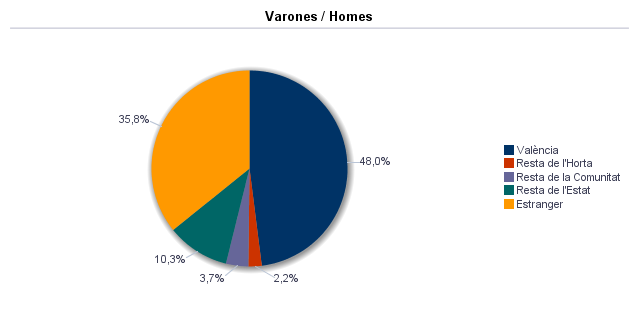 Varones / Homes
35,8%
48,0%
10,3%
3,7%
2,2%
València
Resta de l'Horta
Resta de la Comunitat
Resta de l'Estat
Estranger